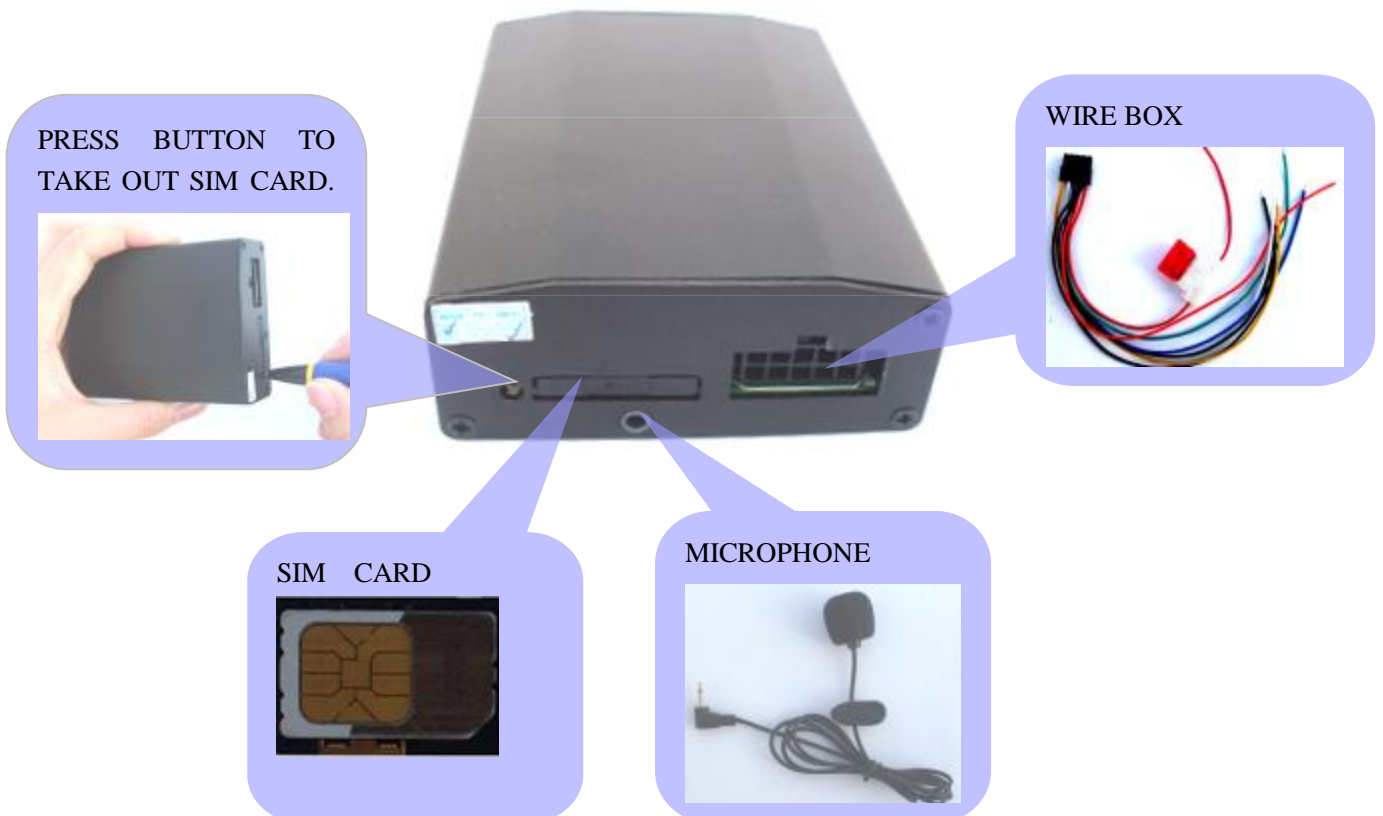 PRESS BUTTON TO
TAKE OUT SIM CARD.
WIRE BOX
SIM CARD
MICROPHONE